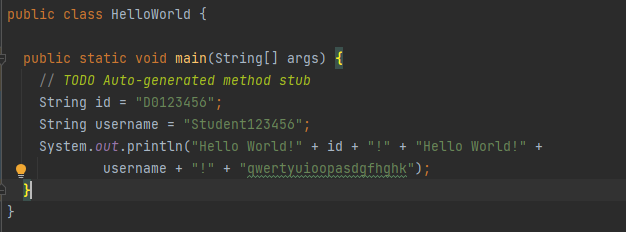 public class HelloWorld {
public static void main(String[] args) {
// TODO Auto-generated method stub
String id = "D0123456";
String username = "Student123456";
System.out.println("Hello World!" + id + "!" + "Hello World!" +
username + "!" + "qwertyuioopasdgfhghk");
}
}